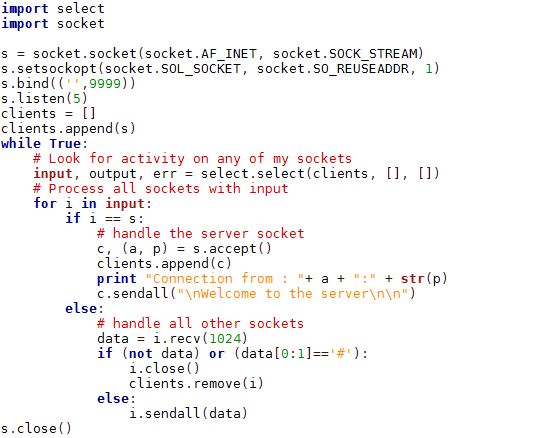 import select
import socket

s = socket.socket(socket.AF_INET, socket.SOCK_STREAM)
s.setsockopt(socket.SOL_SOCKET, socket.SO_REUSEADDR, 1)
s.bind(('',9999))
s.listen(5)
clients = []
clients.append(s)
while True:
    # Look for activity on any of my sockets
    input, output, err = select.select(clients, [], [])
    # Process all sockets with input
    for i in input:
        if i == s:
            # handle the server socket
            c, (a, p) = s.accept()
            clients.append(c)
            print "Connection from : "+ a + ":" + str(p)
            c.sendall("\nWelcome to the server\n\n")
        else:
            # handle all other sockets
            data = i.recv(1024)
            if (not data) or (data[0:1]=='#'):
                i.close()
                clients.remove(i)
            else:
                i.sendall(data)
s.close()